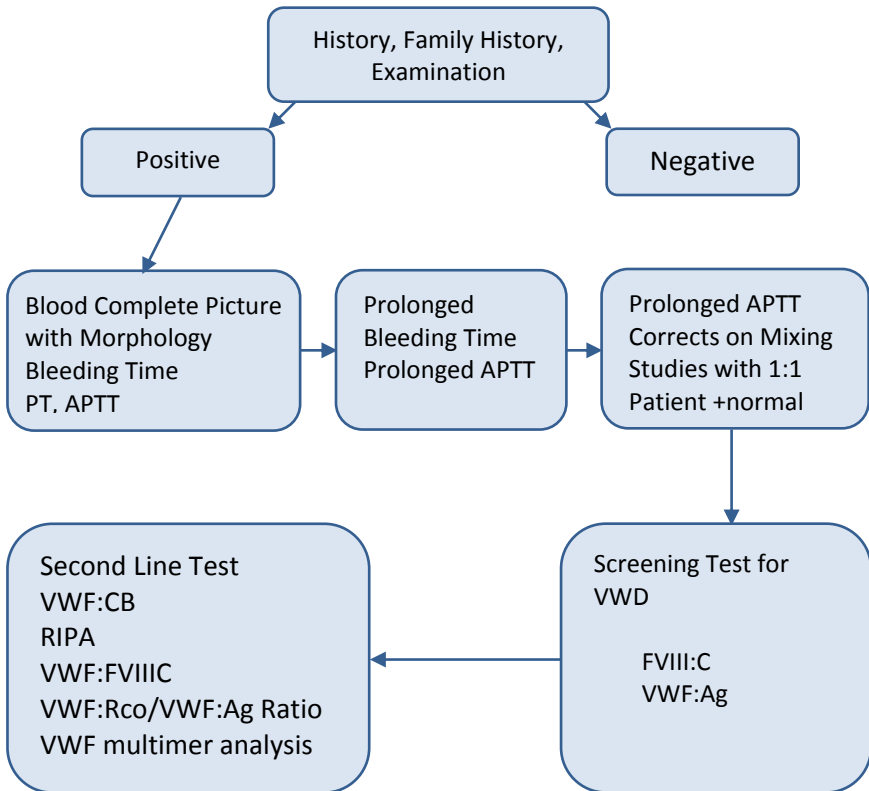 History, Family History,
Examination
Positive
Negative
Blood Complete Picture
with Morphology
Bleeding Time
PT, APTT
Prolonged
Bleeding Time
Prolonged APTT
Prolonged APTT
Corrects on Mixing
Studies with 1:1
Patient +normal
Screening Test for
VWD
FVIII:C
VWF:Ag
Second Line Test
VWF:CB
RIPA
VWF:FVIIIC
VWF:Rco/VWF:Ag Ratio
VWF multimer analysis